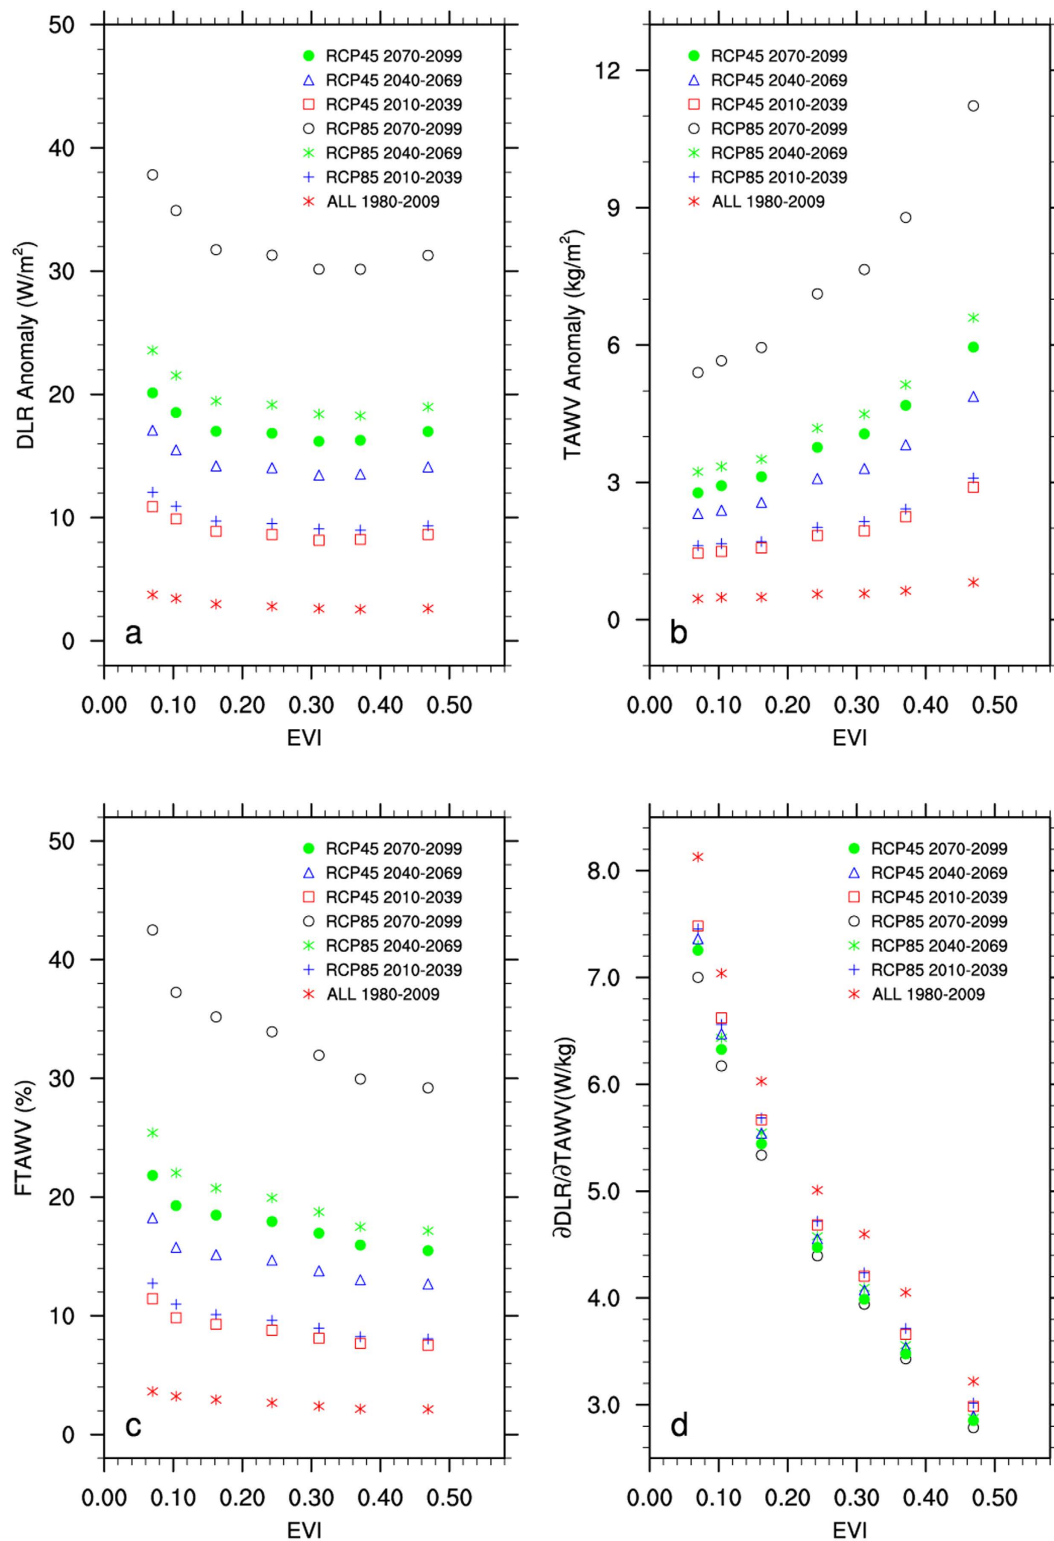 50
40
30
20
10
0
DLR Anomaly (W/m²)
RCP45 2070-2099
RCP45 2040-2069
RCP45 2010-2039
RCP85 2070-2099
RCP85 2040-2069
RCP85 2010-2039
ALL 1980-2009
a
0.00 0.10 0.20 0.30 0.40 0.50
EVI
12
9
6
3
0
TAWV Anomaly (kg/m²)
RCP45 2070-2099
RCP45 2040-2069
RCP45 2010-2039
RCP85 2070-2099
RCP85 2040-2069
RCP85 2010-2039
ALL 1980-2009
b
0.00 0.10 0.20 0.30 0.40 0.50
EVI
50
40
30
20
10
0
FTAWV (%)
RCP45 2070-2099
RCP45 2040-2069
RCP45 2010-2039
RCP85 2070-2099
RCP85 2040-2069
RCP85 2010-2039
ALL 1980-2009
c
0.00 0.10 0.20 0.30 0.40 0.50
EVI
8.0
7.0
6.0
5.0
4.0
3.0
∂DLR/∂TAWV(W/kg)
RCP45 2070-2099
RCP45 2040-2069
RCP45 2010-2039
RCP85 2070-2099
RCP85 2040-2069
RCP85 2010-2039
ALL 1980-2009
d
0.00 0.10 0.20 0.30 0.40 0.50
EVI